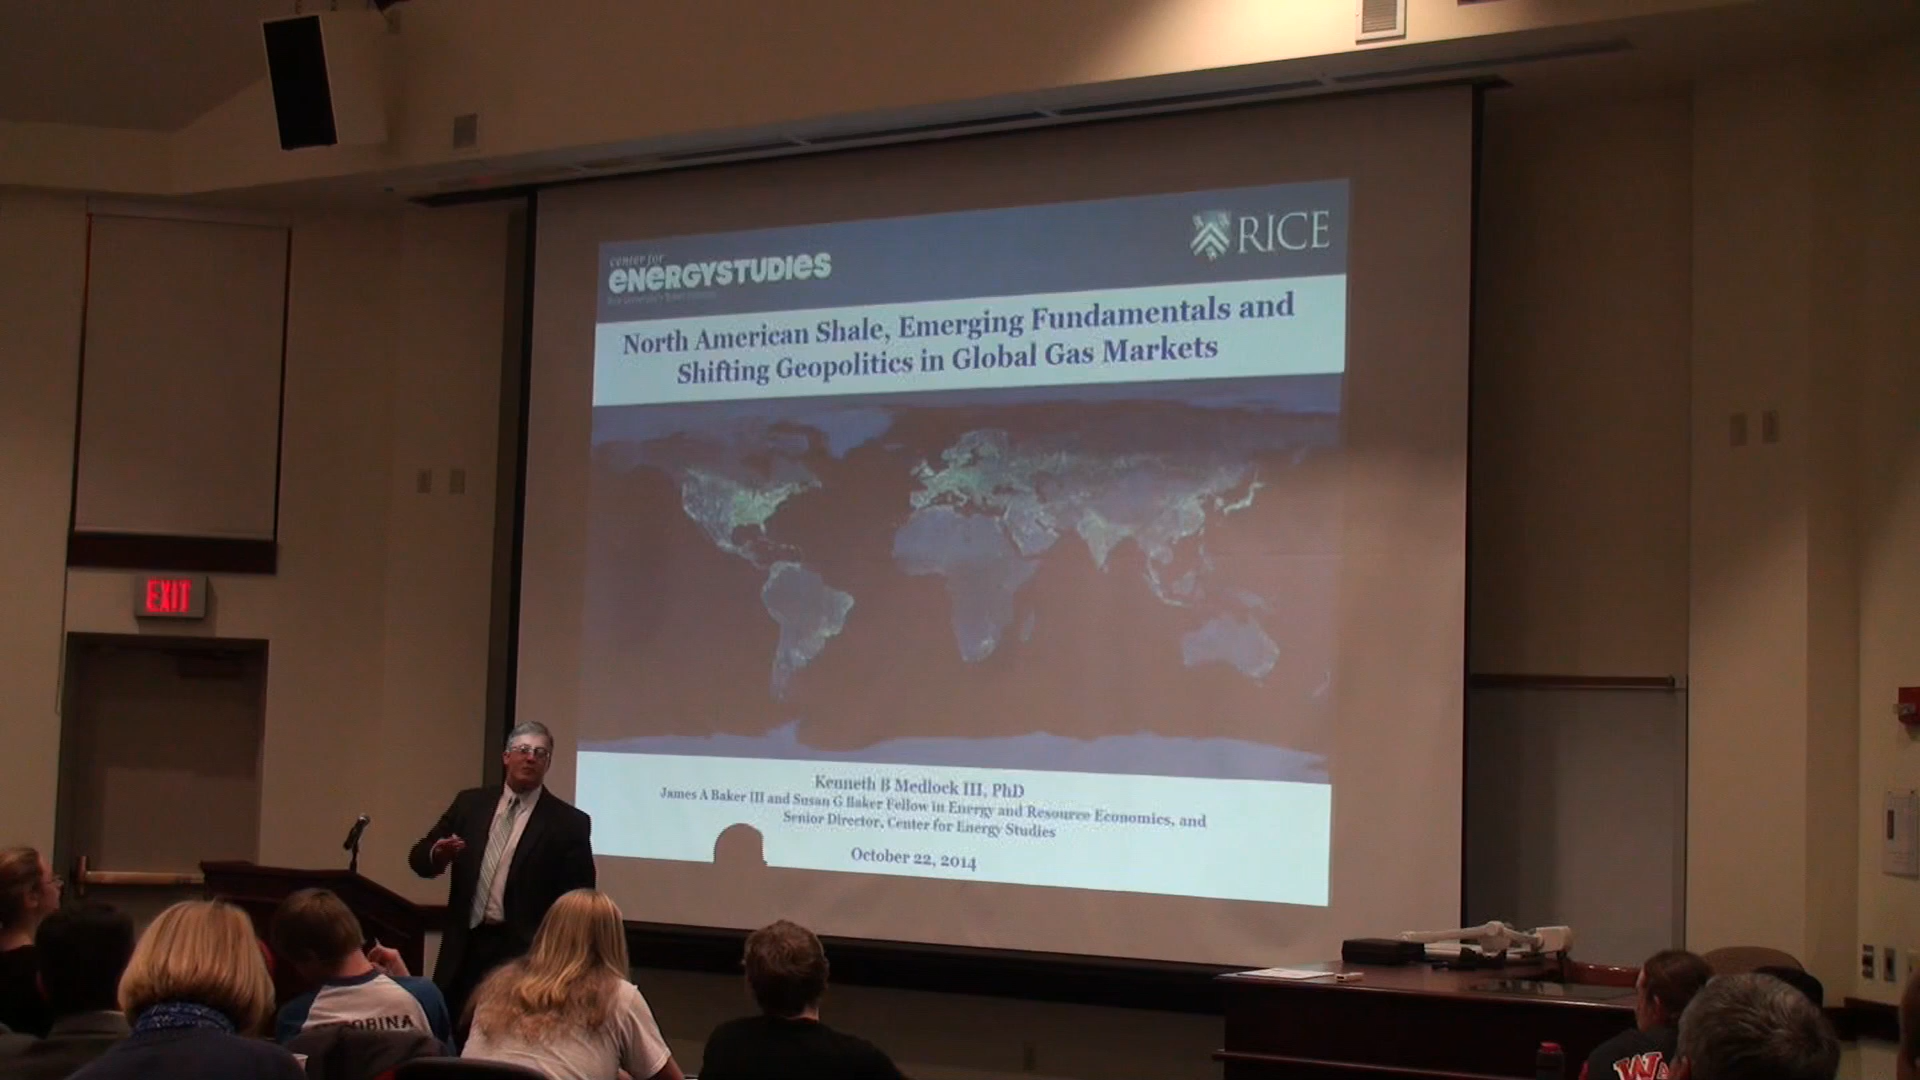 center for
ENERGYSTUDIES
RICE
North American Shale, Emerging Fundamentals and
Shifting Geopolitics in Global Gas Markets
Kenneth B Medlock III, PhD
James A Baker III and Susan G Baker Fellow in Energy and Resource Economics, and
Senior Director, Center for Energy Studies
October 22, 2014
EXIT